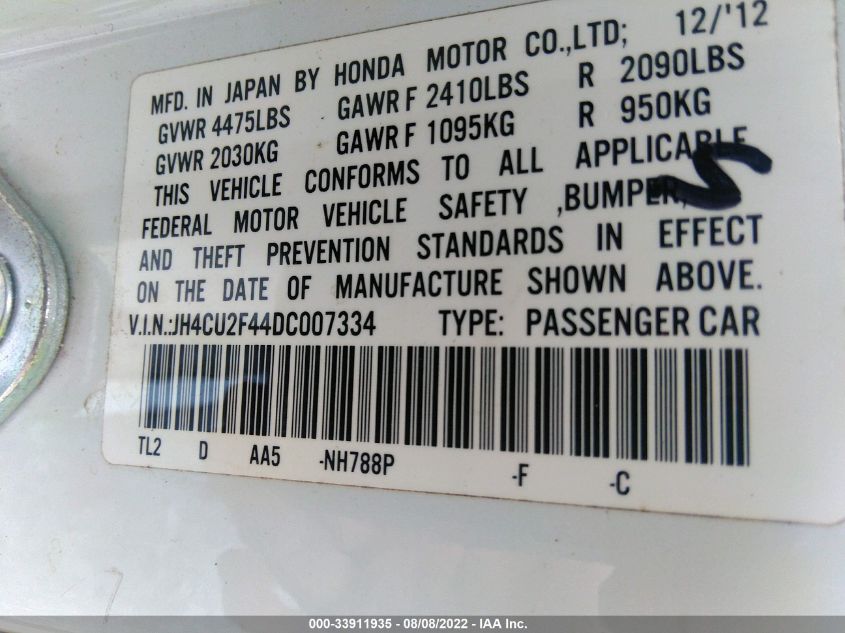 MFD. IN JAPAN BY HONDA MOTOR CO.,LTD; 12/'12
GVWR 4475LBS GAWR F 2410LBS R 2090LBS
GVWR 2030KG GAWR F 1095KG R 950KG
THIS VEHICLE CONFORMS TO ALL APPLICABLE
FEDERAL MOTOR VEHICLE SAFETY ,BUMPER,
AND THEFT PREVENTION STANDARDS IN EFFECT
ON THE DATE OF MANUFACTURE SHOWN ABOVE.
V.I.N.:JH4CU2F44DC007334 TYPE: PASSENGER CAR
TL2 D AA5 -NH788P -F -C
000-33911935 - 08/08/2022 - IAA Inc.